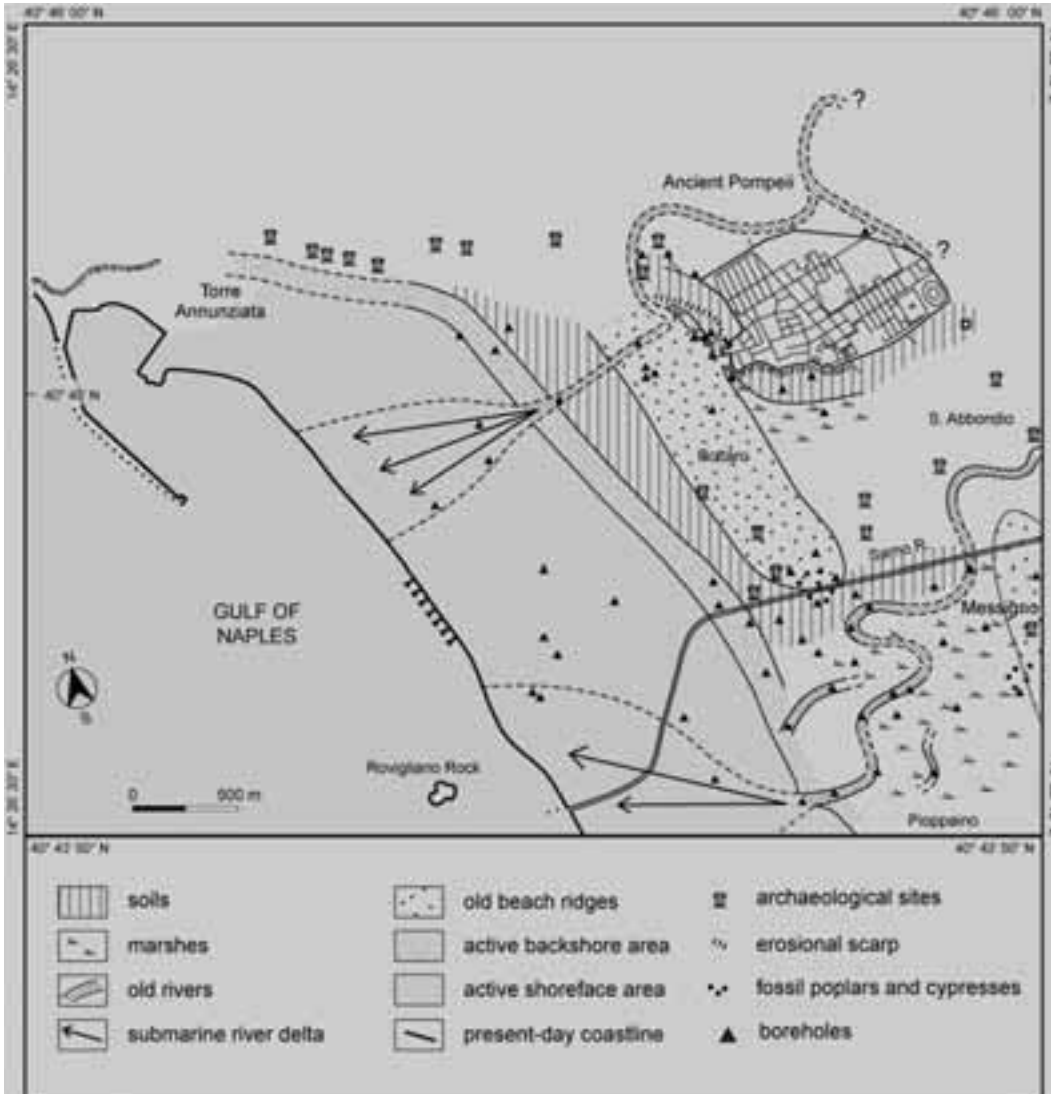 40° 46' 00" N
40° 46' 00" N
Ancient Pompeii
?
?
Torre
Annunziata
40° 45' N
S. Abbondio
Bottaro
Sarno R.
Messigno
GULF OF
NAPLES
N
S
Rovigliano Rock
0 500 m
Pioppaino
40° 43' 50" N
40° 43' 50" N
soils
marshes
old rivers
submarine river delta
old beach ridges
active backshore area
active shoreface area
present-day coastline
archaeological sites
erosional scarp
fossil poplars and cypresses
boreholes